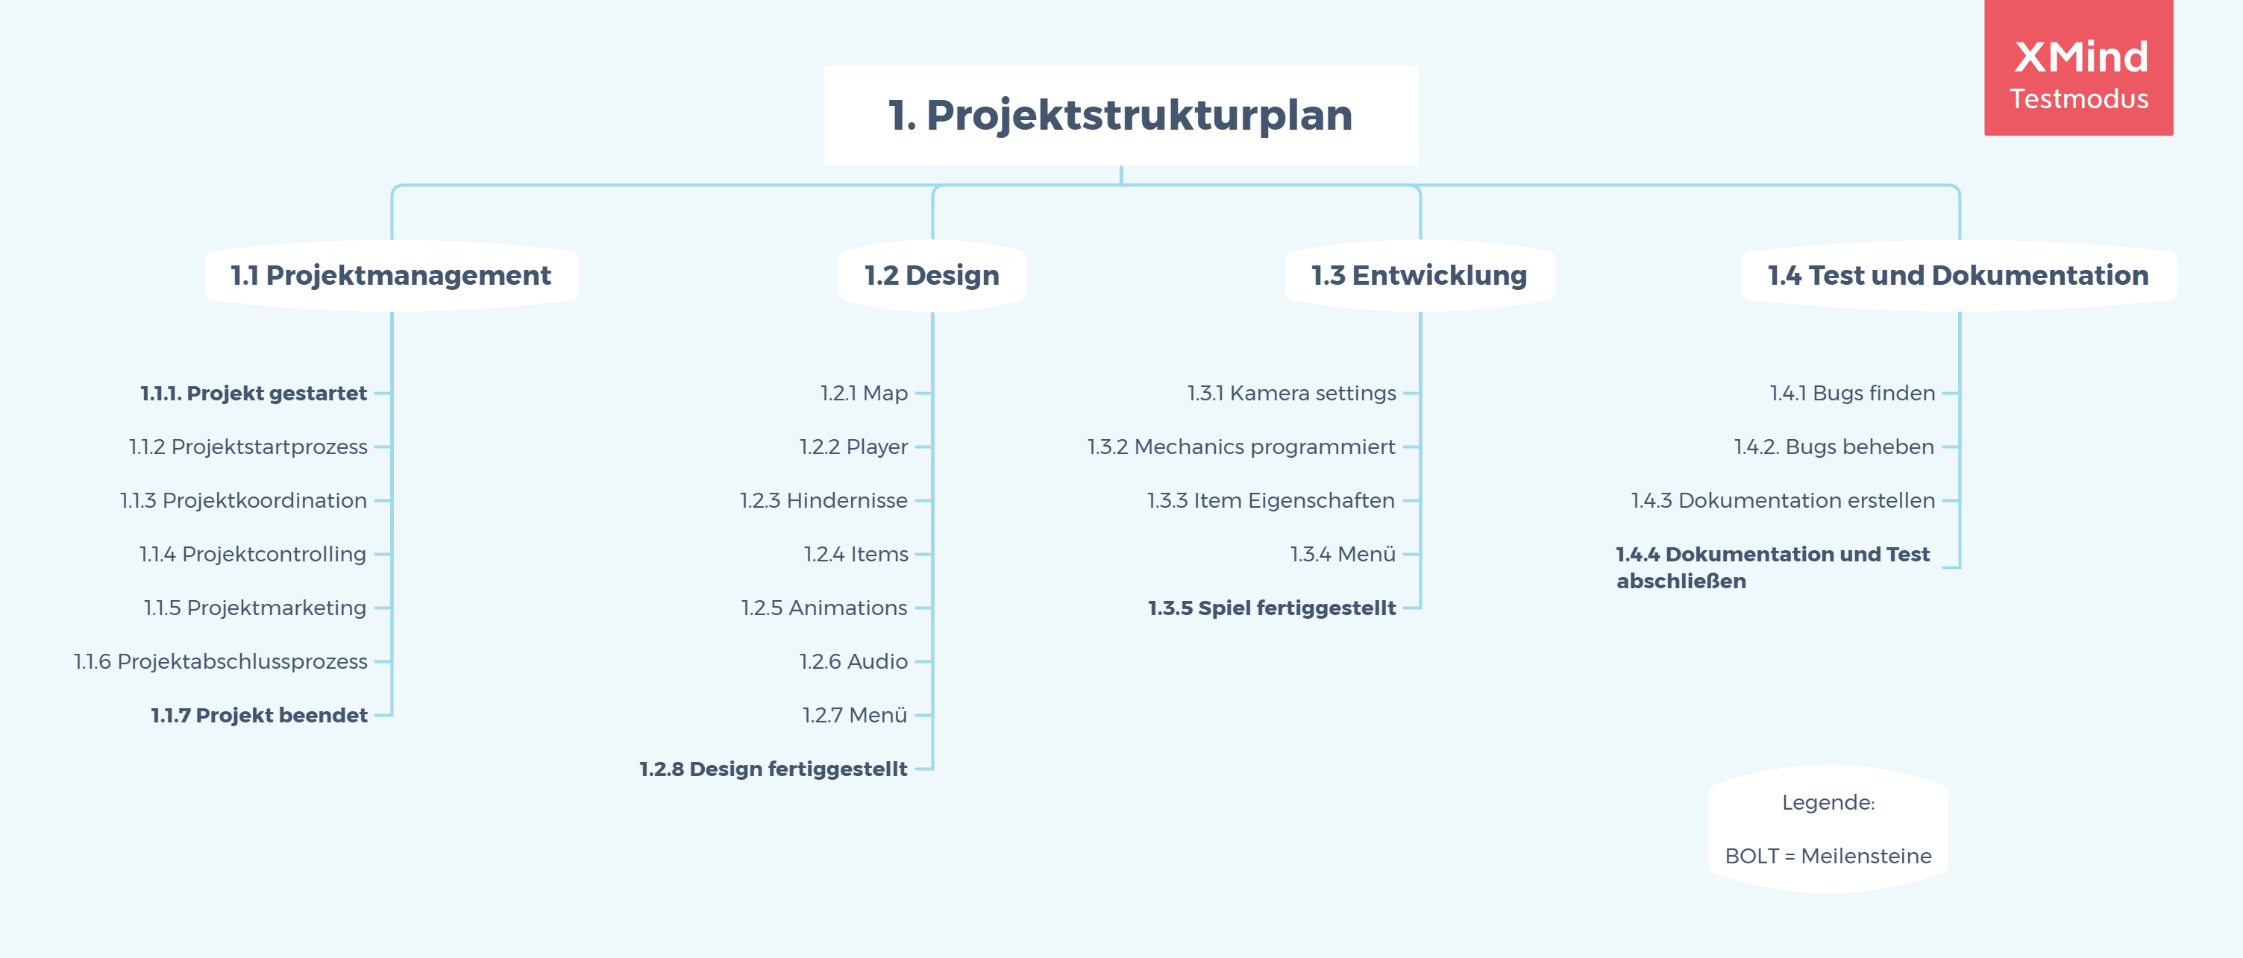 XMind
Testmodus
1. Projektstrukturplan
1.1 Projektmanagement
1.1.1. Projekt gestartet
1.1.2 Projektstartprozess
1.1.3 Projektkoordination
1.1.4 Projektcontrolling
1.1.5 Projektmarketing
1.1.6 Projektabschlussprozess
1.1.7 Projekt beendet
1.2 Design
1.2.1 Map
1.2.2 Player
1.2.3 Hindernisse
1.2.4 Items
1.2.5 Animations
1.2.6 Audio
1.2.7 Menü
1.2.8 Design fertiggestellt
1.3 Entwicklung
1.3.1 Kamera settings
1.3.2 Mechanics programmiert
1.3.3 Item Eigenschaften
1.3.4 Menü
1.3.5 Spiel fertiggestellt
1.4 Test und Dokumentation
1.4.1 Bugs finden
1.4.2. Bugs beheben
1.4.3 Dokumentation erstellen
1.4.4 Dokumentation und Test
abschließen
Legende:
BOLT = Meilensteine